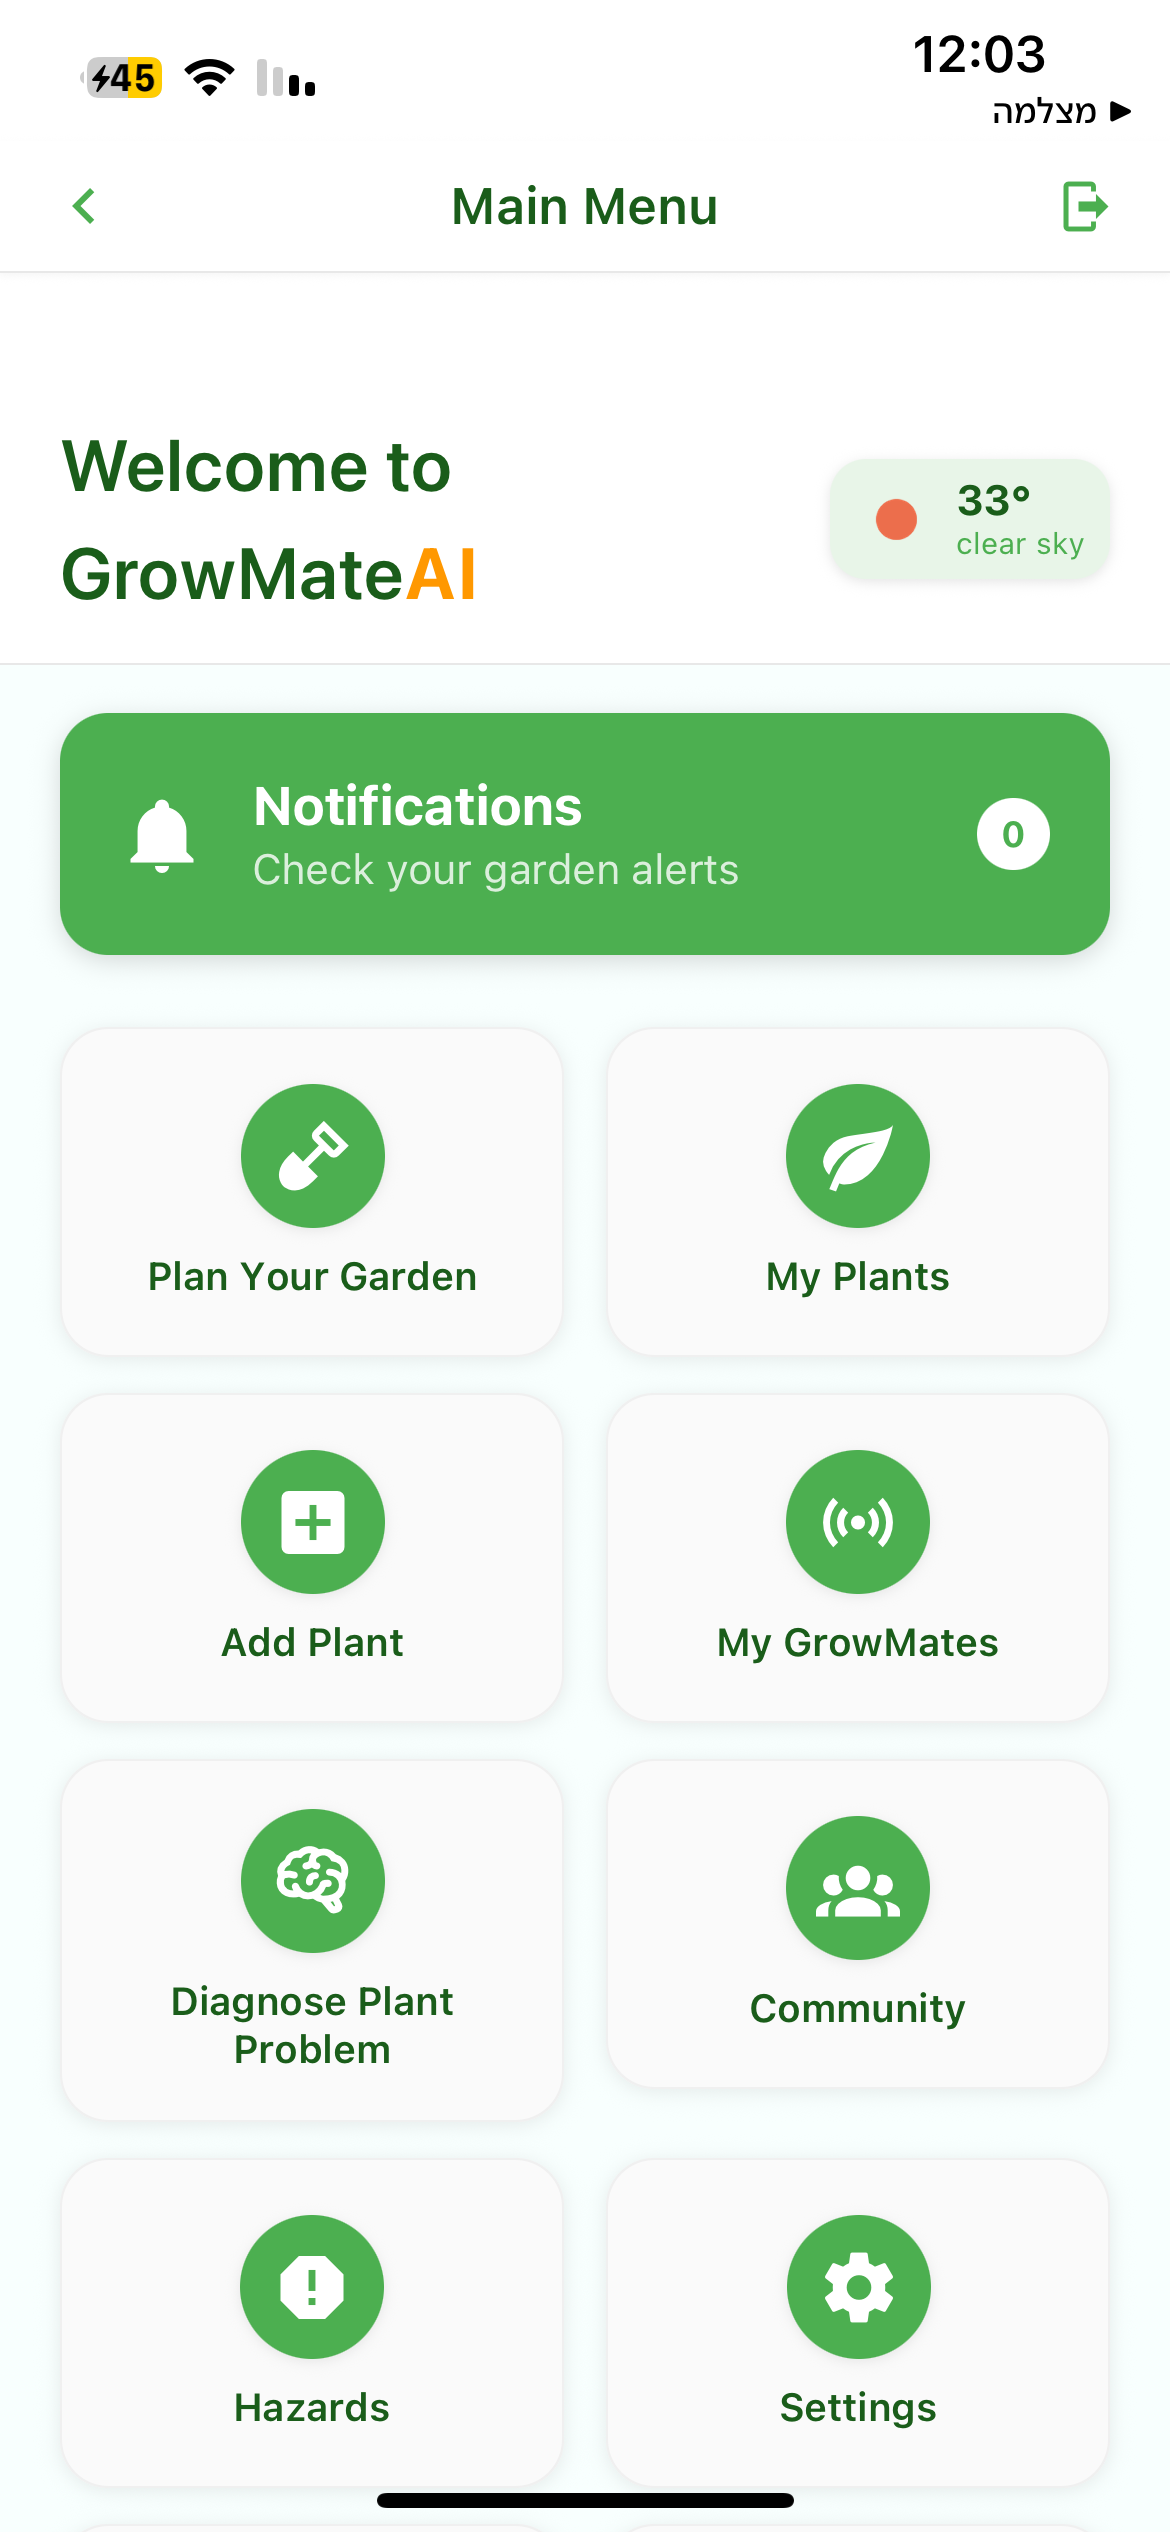 45
12:03
מצלמה
Main Menu
Welcome to
GrowMateAI
33°
clear sky
Notifications
Check your garden alerts
0
Plan Your Garden
My Plants
Add Plant
My GrowMates
Diagnose Plant
Problem
Community
Hazards
Settings